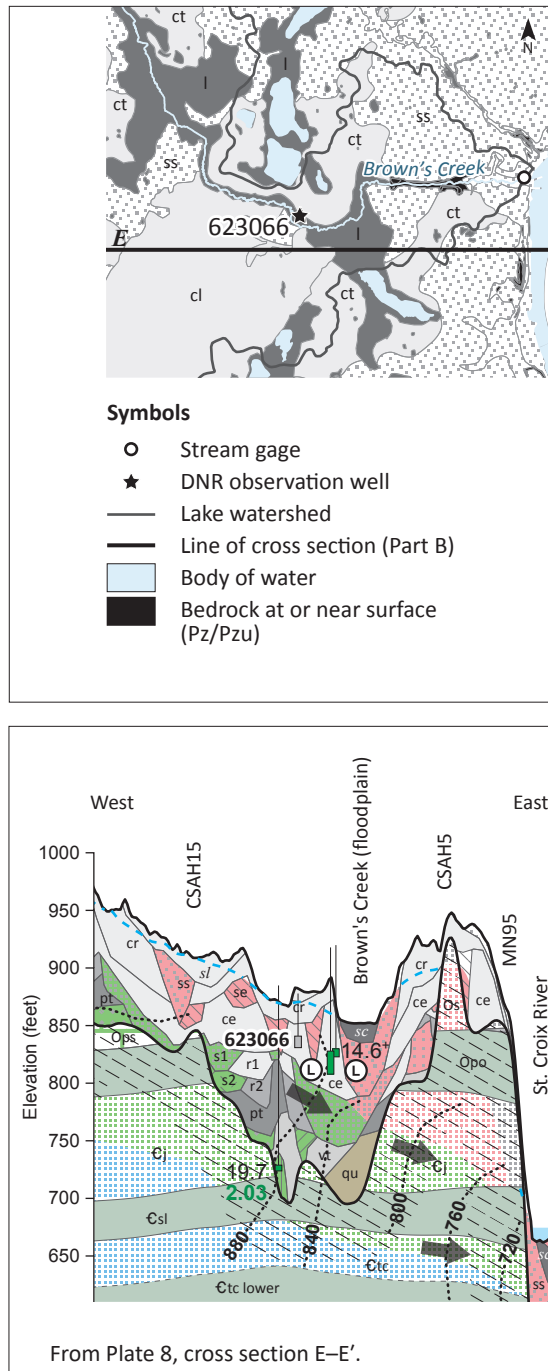 N
ct
l
l
ct
ct
ss
ss
Brown's Creek
623066
ct
l
E
cl
ct
Symbols
Stream gage
DNR observation well
Lake watershed
Line of cross section (Part B)
Body of water
Bedrock at or near surface
(Pz/Pzu)
West
East
CSAH15
Brown's Creek (floodplain)
CSAH5
MN95
St. Croix River
Elevation (feet)
1000
950
900
850
800
750
700
650
cr
sl
ss
se
cr
cr
ce
ce
Os
ce
pt
ce
sc
623066
14.6+
Ops
s1
r1
L
L
Opo
s2
r2
ce
pt
Ꞓj
vt
Ꞓj
19.7
qu
2.03
800
760
Ꞓsl
880
840
720
Ꞓtc
sc
Ꞓtc lower
ss
From Plate 8, cross section E–E′.